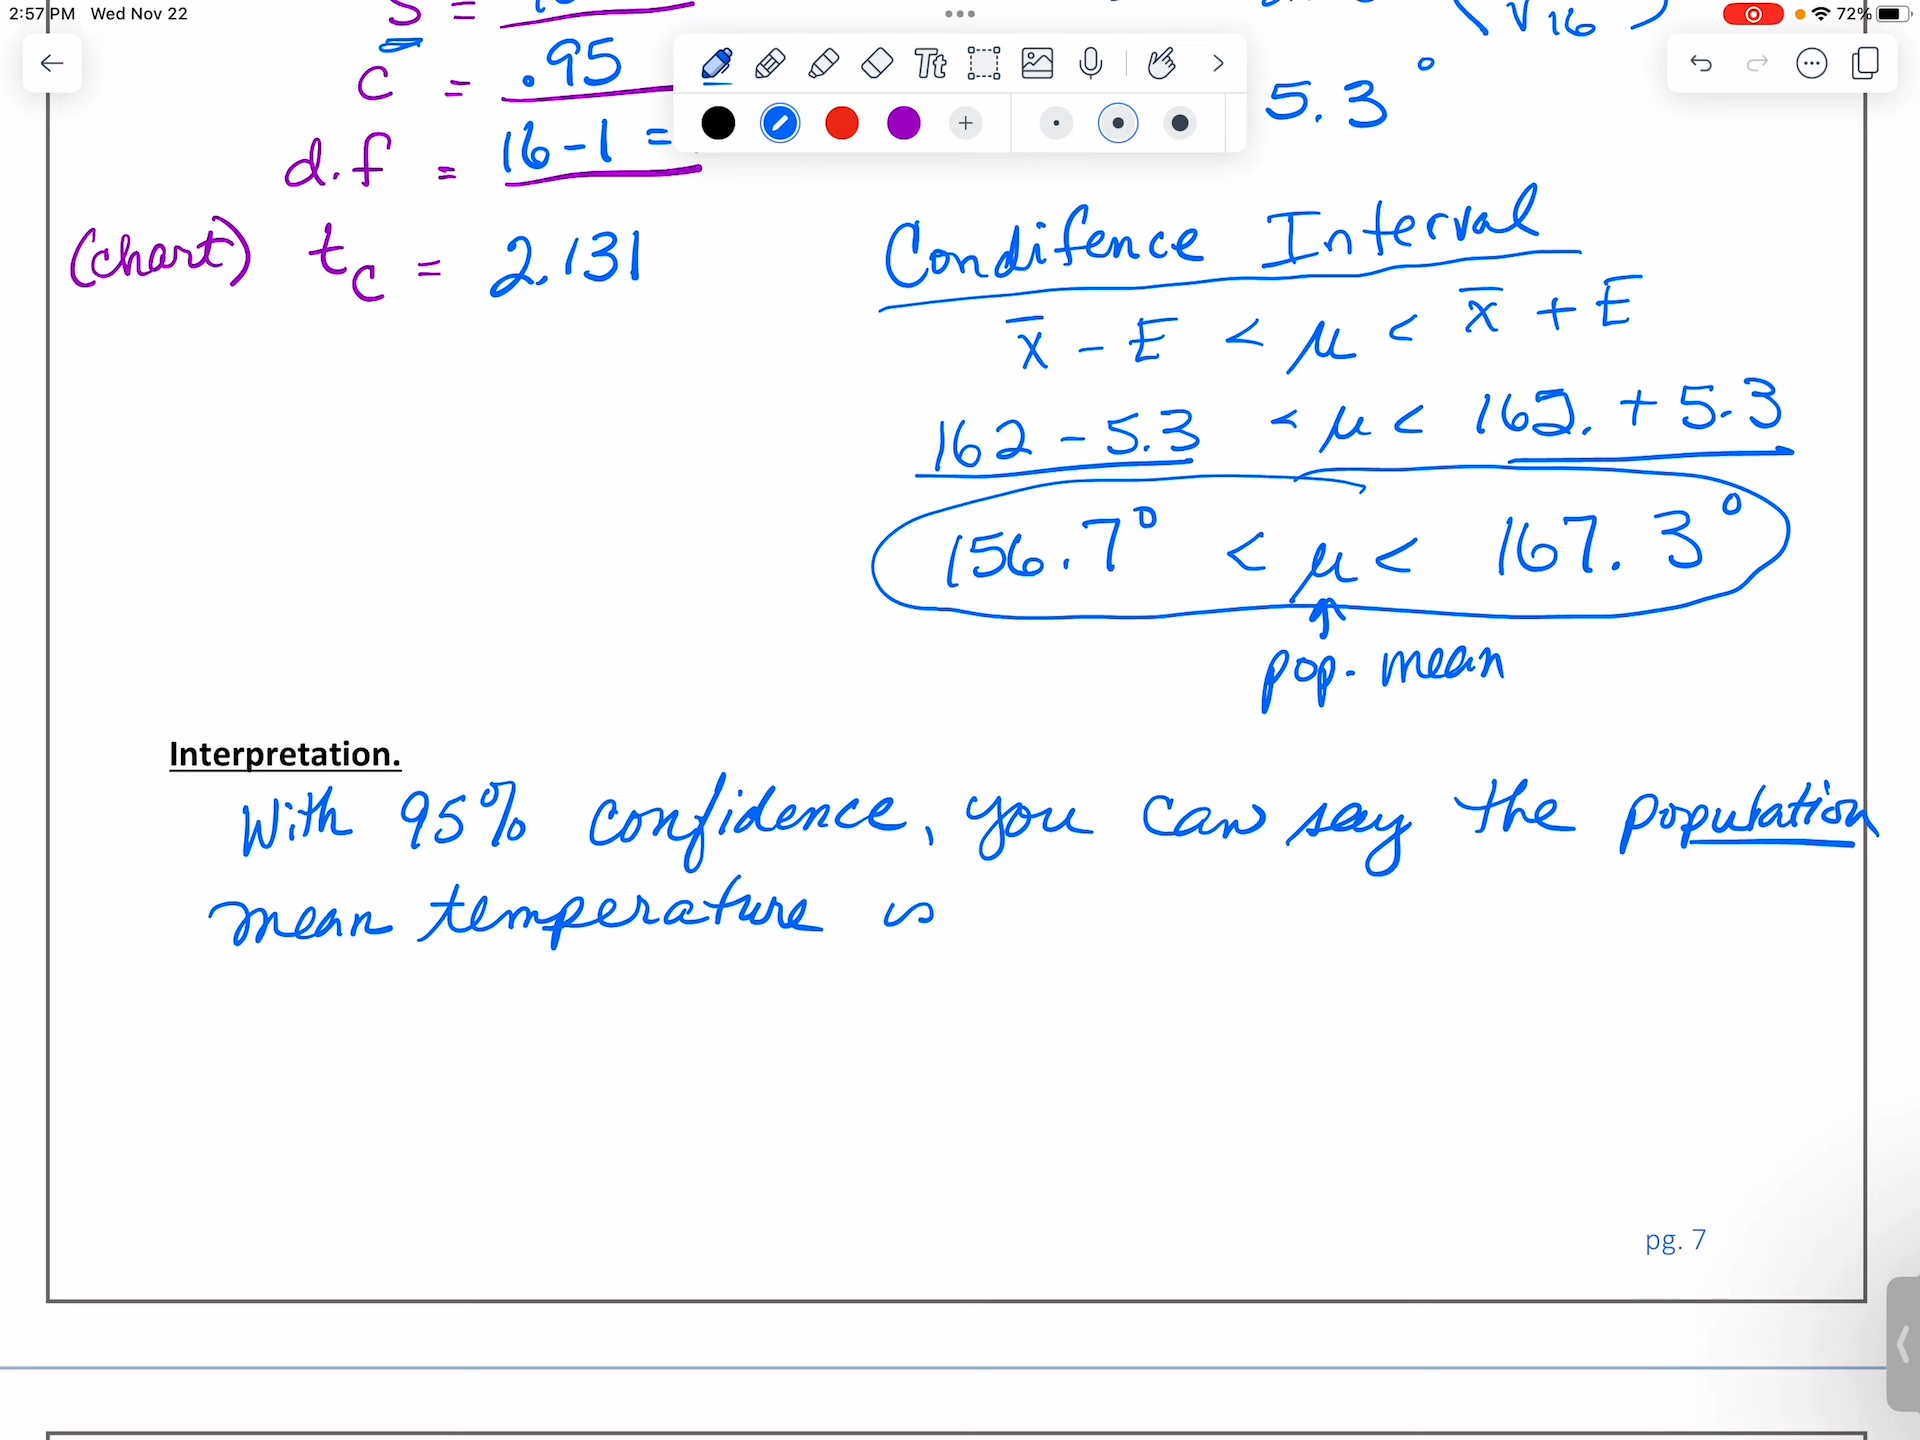 2:57 PM Wed Nov 22
72%
S =
√16
C = .95
Tt
5.3°
d.f = 16-1 =
(chart) tc = 2.131
Condifence Interval
x̄ - E < μ < x̄ + E
162 - 5.3 < μ < 162. + 5.3
156.7° < μ < 167.3°
pop. mean
Interpretation.
With 95% confidence, you can say the population
mean temperature is
pg. 7